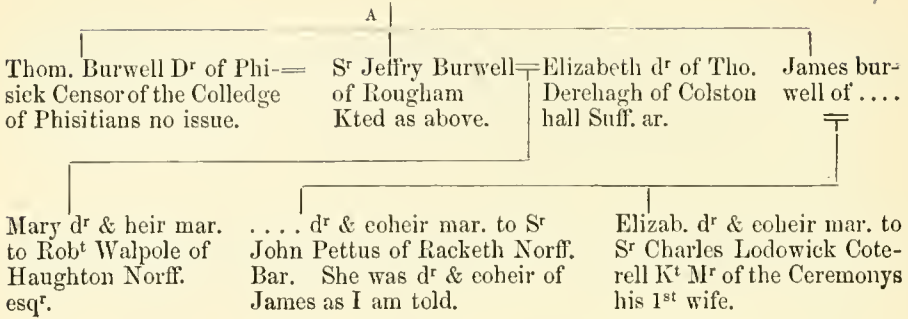 A
Thom. Burwell Dʳ of Phi-
sick Censor of the Colledge
of Phisitians no issue.
Sʳ Jeffry Burwell
of Rougham
Kted as above.
Elizabeth dʳ of Tho.
Derehagh of Colston
hall Suff. ar.
James bur-
well of ....
Mary dʳ & heir mar.
to Robᵗ Walpole of
Haughton Norff.
esqʳ.
.... dʳ & coheir mar. to Sʳ
John Pettus of Racketh Norff.
Bar. She was dʳ & coheir of
James as I am told.
Elizab. dʳ & coheir mar. to
Sʳ Charles Lodowick Cote-
rell Kᵗ Mʳ of the Ceremonys
his 1ˢᵗ wife.